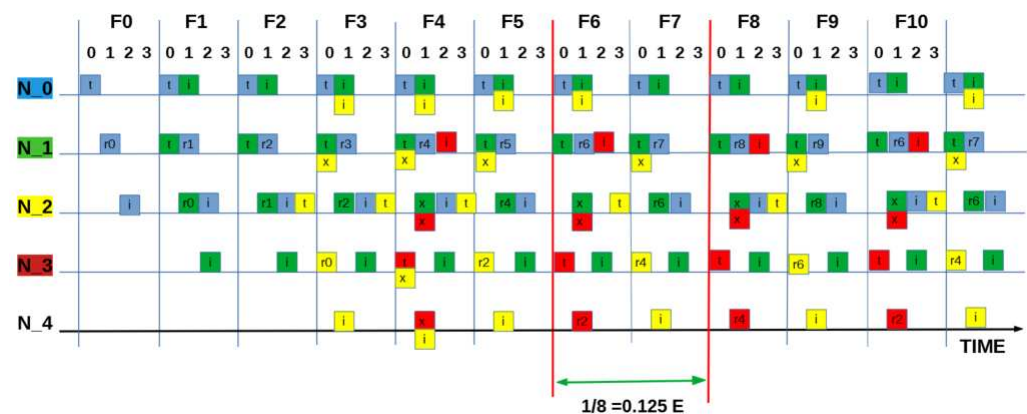 F0 F1 F2 F3 F4 F5 F6 F7 F8 F9 F10
0 1 2 3 0 1 2 3 0 1 2 3 0 1 2 3 0 1 2 3 0 1 2 3 0 1 2 3 0 1 2 3 0 1 2 3 0 1 2 3 0 1 2 3
N_0 t t i t i t i t i t i t i t i t i t i t i t i
i i i i i i
N_1 r0 t r1 t r2 t r3 t r4 i t r5 t r6 i t r7 t r8 i t r9 t r6 i t r7
x x x x x x
N_2 i r0 i r1 i t r2 i t x i t r4 i x t r6 i x i t r8 i x i t r6 i
x x x x
N_3 i i r0 i t i r2 i t i r4 i t i r6 i t i r4 i
x
N_4 i x i r2 i r4 i r2 i
i
TIME
1/8 =0.125 E